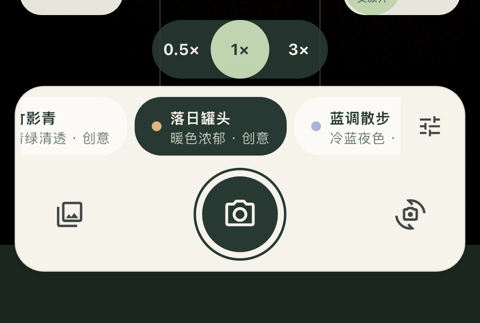 0.5×
1×
3×
影青
绿清透 · 创意
落日罐头
暖色浓郁 · 创意
蓝调散步
冷蓝夜色 ·